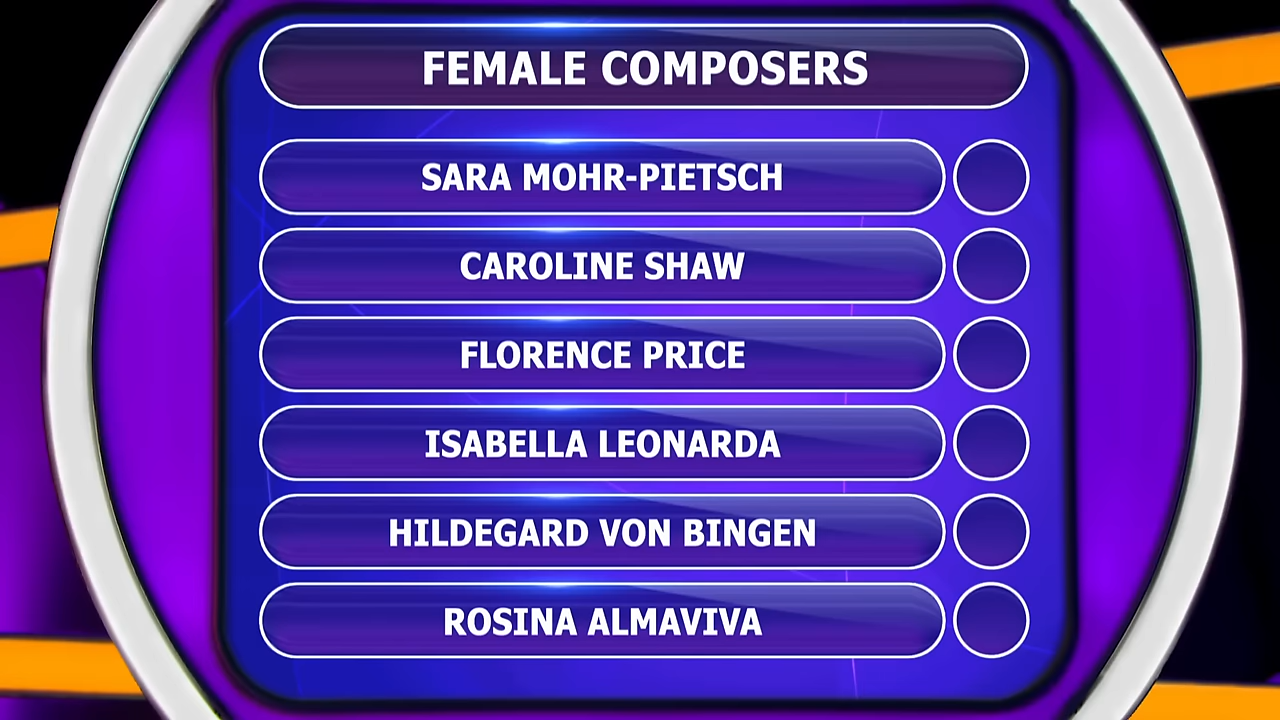 FEMALE COMPOSERS
SARA MOHR-PIETSCH
CAROLINE SHAW
FLORENCE PRICE
ISABELLA LEONARDA
HILDEGARD VON BINGEN
ROSINA ALMAVIVA